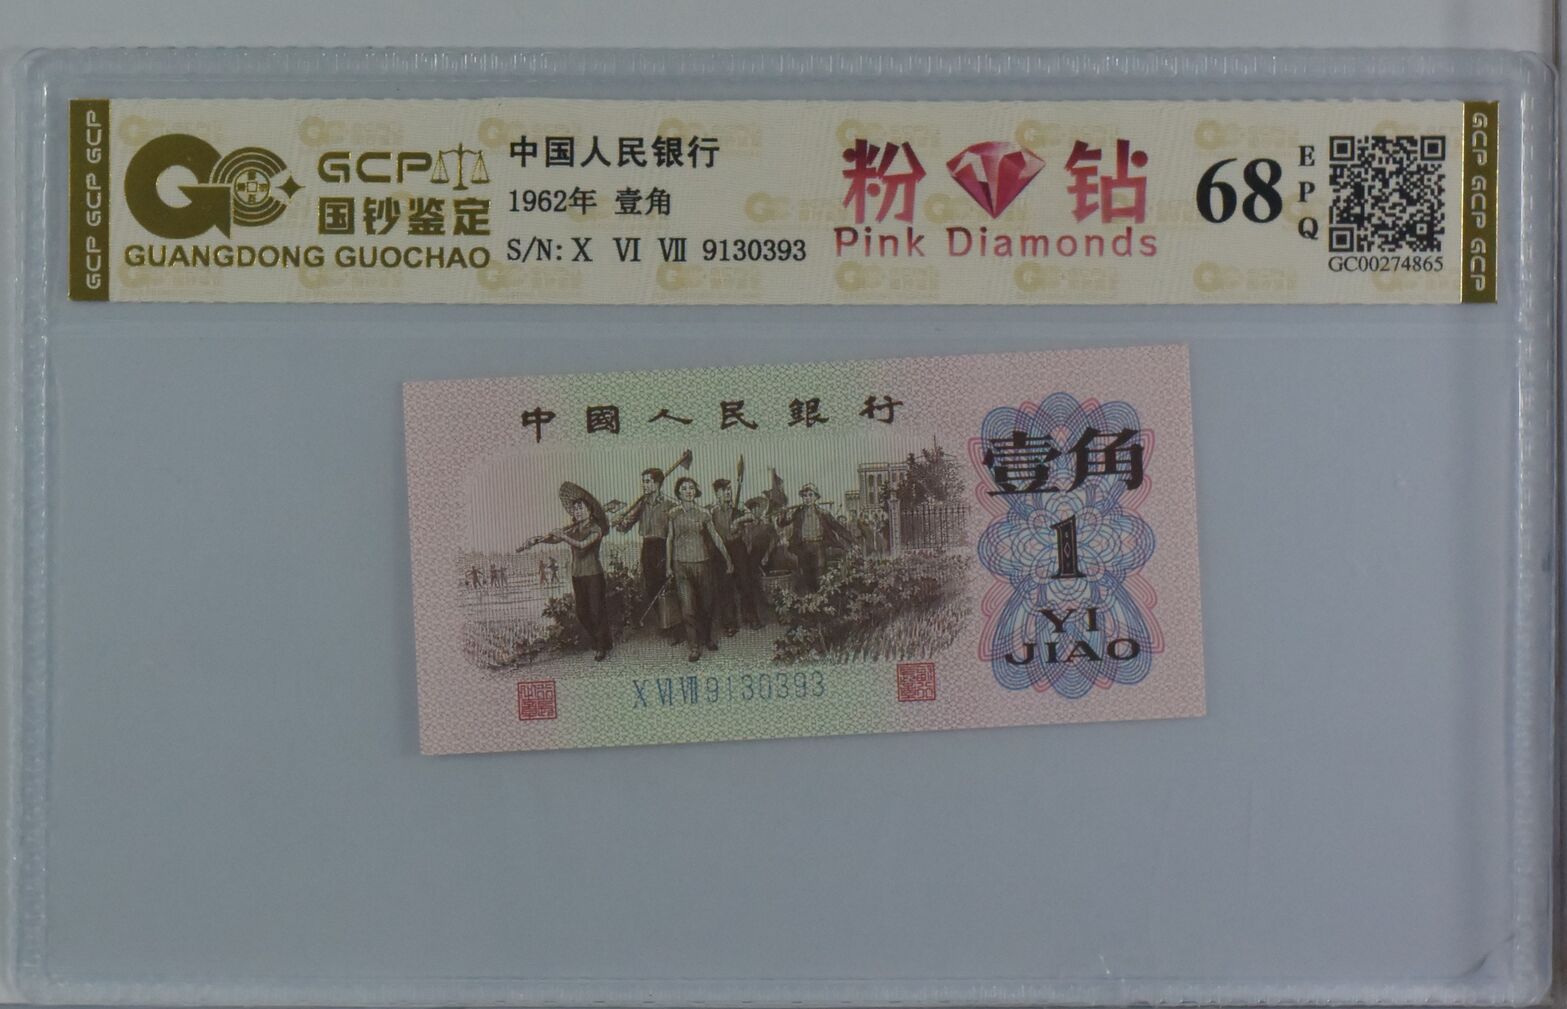 GCP GCP GCP
GCP
国钞鉴定
GUANGDONG GUOCHAO
中国人民银行
1962年 壹角
S/N: X VI VII 9130393
粉 钻
Pink Diamonds
68
EPQ
GC00274865
GCP GCP GCP
中國人民銀行
壹角
1
YI
JIAO
X VI VII 9130393